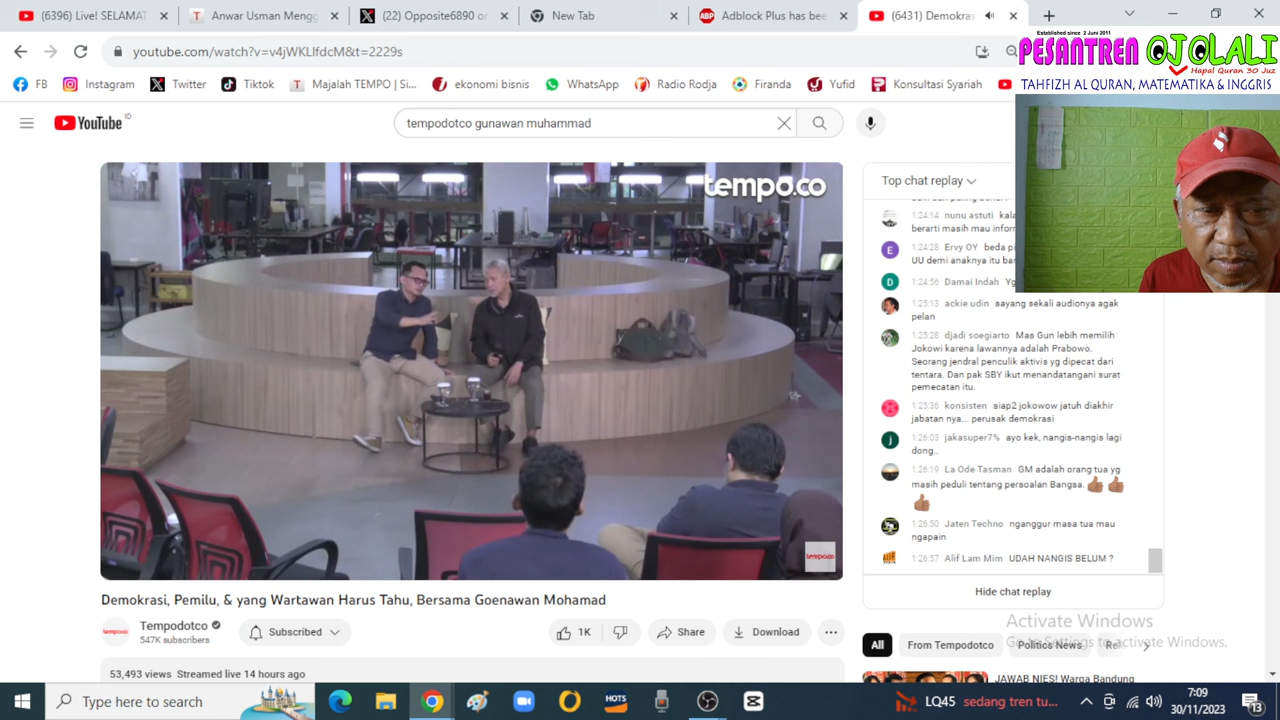 (6396) Live! SELAMAT
Anwar Usman Mengg
(22) Opposite6890 or
New Tab
Adblock Plus has bee
(6431) Demokras
Established since 2 Juni 2011
PESANTREN OJOLALI
Hapal Quran 30 Juz
TAHFIZH AL QURAN, MATEMATIKA & INGGRIS
FB
Instagram
Twitter
Tiktok
Majalah TEMPO | Si...
ekonomi bisnis
WhatsApp
Radio Rodja
Firanda
Yufid
Konsultasi Syariah
YouTube ID
tempodotco gunawan muhammad
tempo.co
Top chat replay
1:24:14 nunu astuti
berarti masih mau
1:24:28 Ervy OY beda
UU demi anaknya itu
1:24:56 Damai Indah
1:25:13 ackie udin sayang sekali audionya agak
pelan
1:25:28 djadi soegiarto Mas Gun lebih memilih
Jokowi karena lawannya adalah Prabowo.
Seorang jendral penculik aktivis yg dipecat dari
tentara. Dan pak SBY ikut menandatangani surat
pemecatan itu.
1:25:36 konsisten siap2 jokowow jatuh diakhir
jabatan nya... perusak demokrasi
1:26:03 jakasuper7% ayo kek, nangis-nangis lagi
dong..
1:26:19 La Ode Tasman GM adalah orang tua yg
masih peduli tentang persoalan Bangsa.
1:26:50 Jaten Techno nganggur masa tua mau
ngapain
1:26:57 Alif Lam Mim UDAH NANGIS BELUM ?
Hide chat replay
tempo.co
Demokrasi, Pemilu, & yang Wartawan Harus Tahu, Bersama Goenawan Mohamad
Tempodotco
547K subscribers
Subscribed
1K
Share
Download
53,493 views Streamed live 14 hours ago
Activate Windows
Go to Settings to activate Windows.
All
From Tempodotco
Politics News
JAWAB NIES! Warga Bandung
Type here to search
HOTS
LQ45 sedang tren tu...
7:09
30/11/2023
13